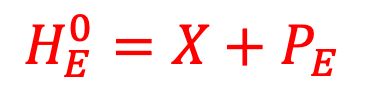 $H_E^0 = X + P_E$